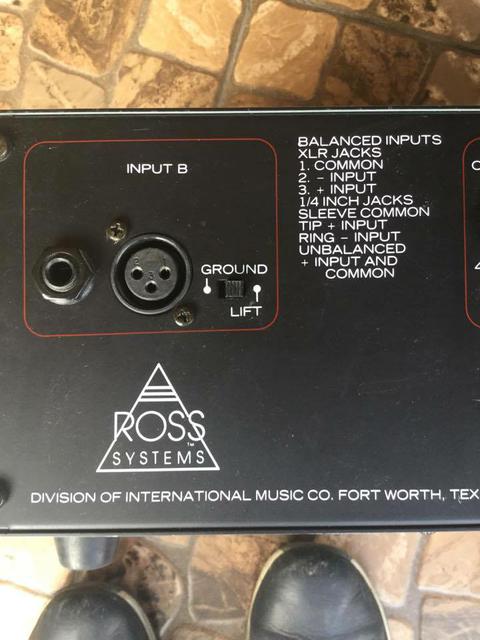 INPUT B
GROUND
LIFT
BALANCED INPUTS
XLR JACKS
1. COMMON
2. - INPUT
3. + INPUT
1/4 INCH JACKS
SLEEVE COMMON
TIP + INPUT
RING - INPUT
UNBALANCED
+ INPUT AND
COMMON
ROSS
TM
SYSTEMS
DIVISION OF INTERNATIONAL MUSIC CO. FORT WORTH, TEX